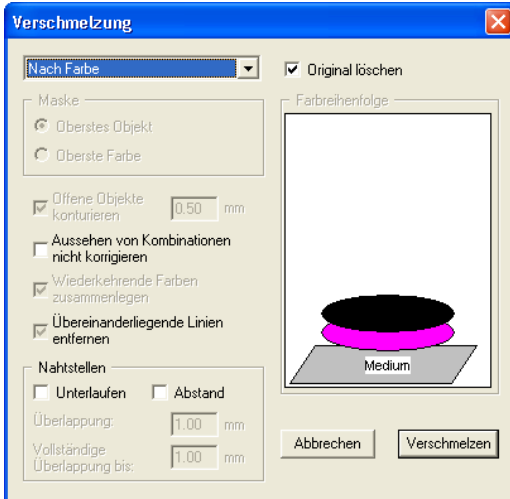 Verschmelzung
Nach Farbe
Original löschen
Maske
Oberstes Objekt
Oberste Farbe
Offene Objekte
konturieren
0.50 mm
Aussehen von Kombinationen
nicht korrigieren
Wiederkehrende Farben
zusammenlegen
Übereinanderliegende Linien
entfernen
Nahtstellen
Unterlaufen
Abstand
Überlappung:
1.00 mm
Vollständige
Überlappung bis:
1.00 mm
Farbreihenfolge
Medium
Abbrechen
Verschmelzen